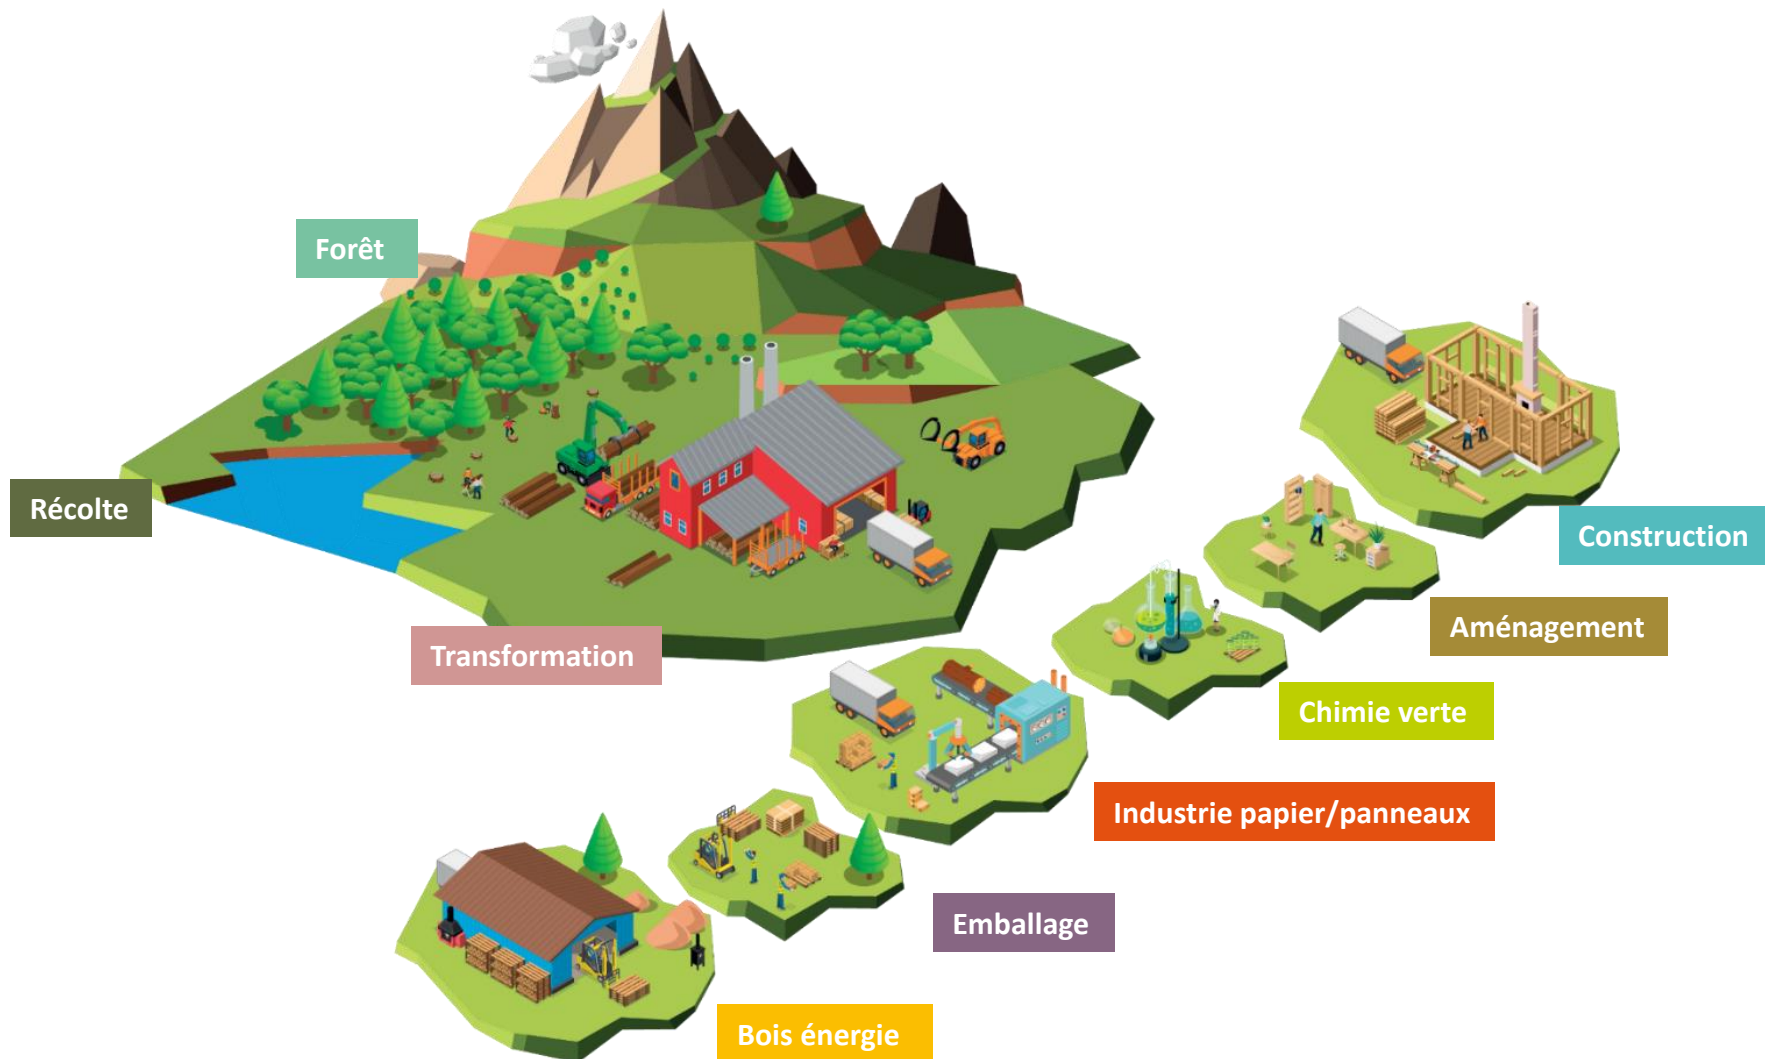 Forêt
Récolte
Transformation
Construction
Aménagement
Chimie verte
Industrie papier/panneaux
Emballage
Bois énergie